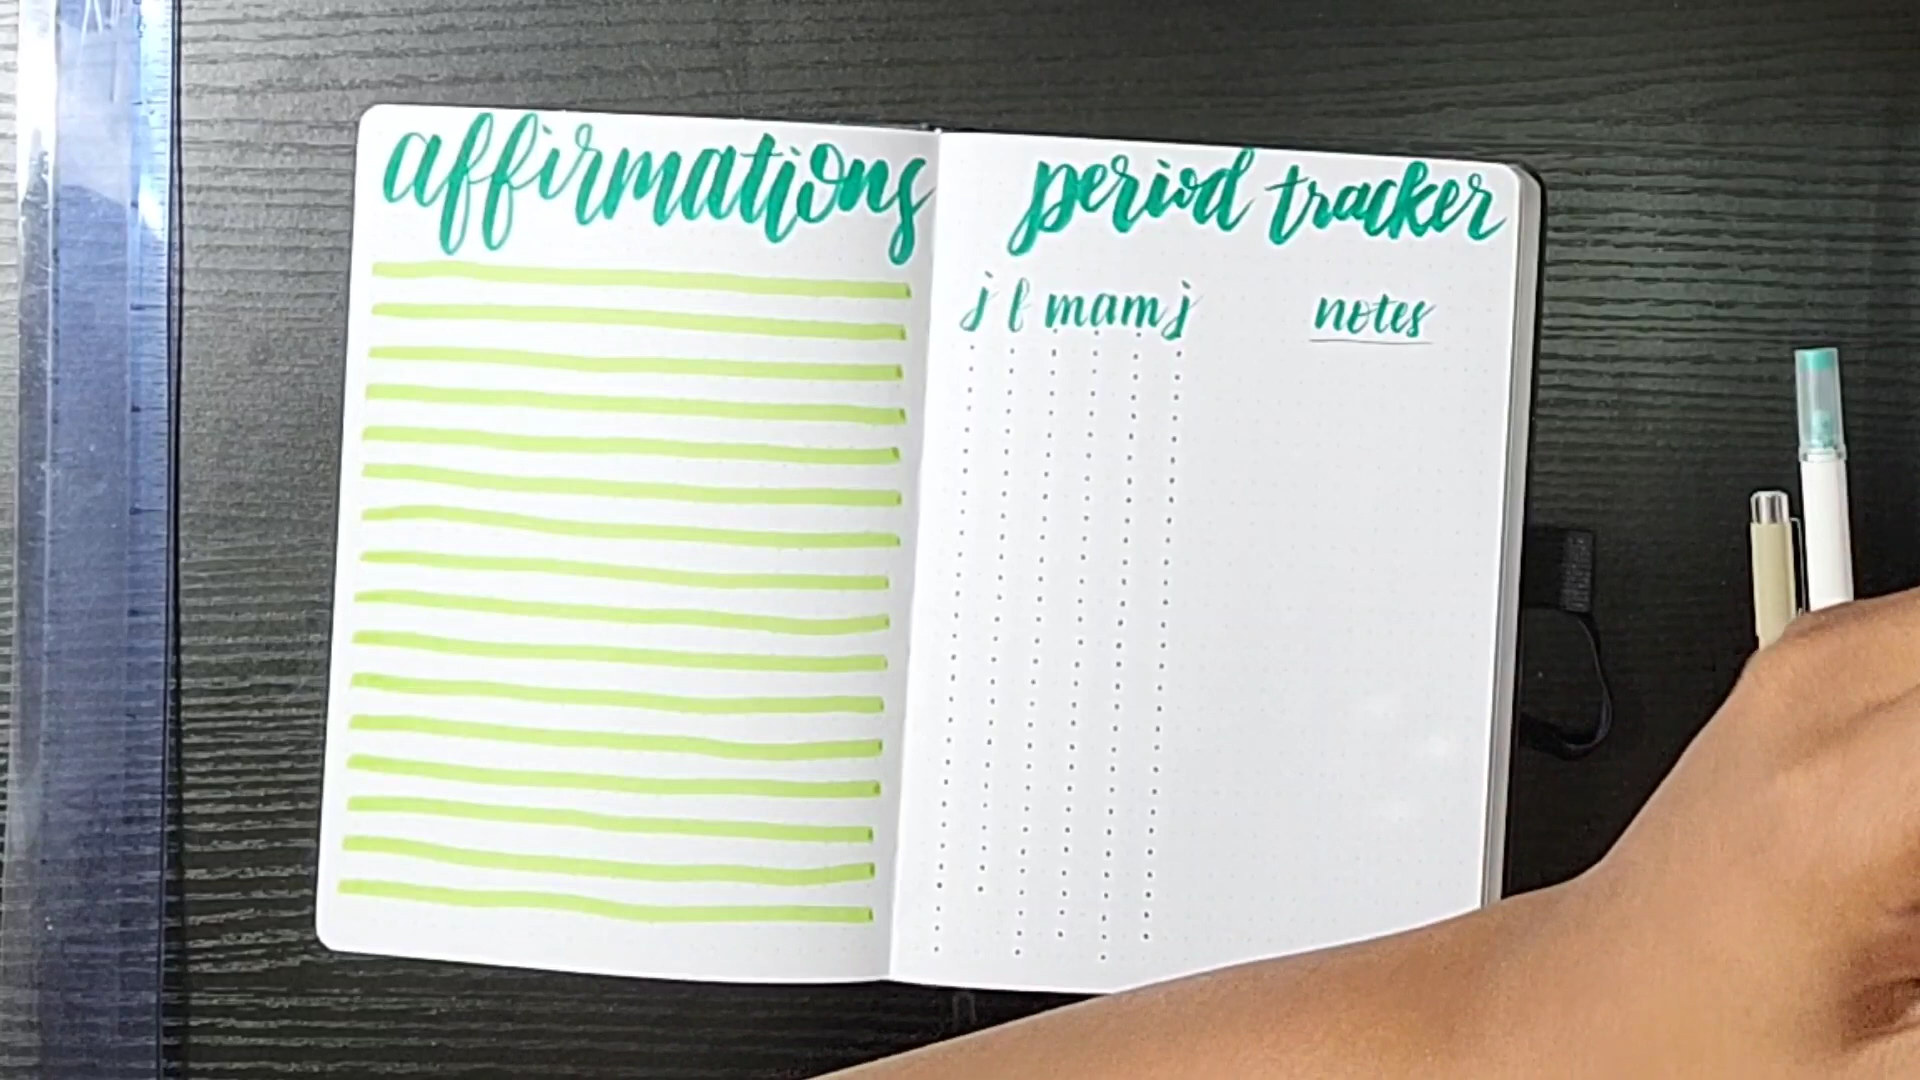 affirmations
period tracker
j f m a m j
notes